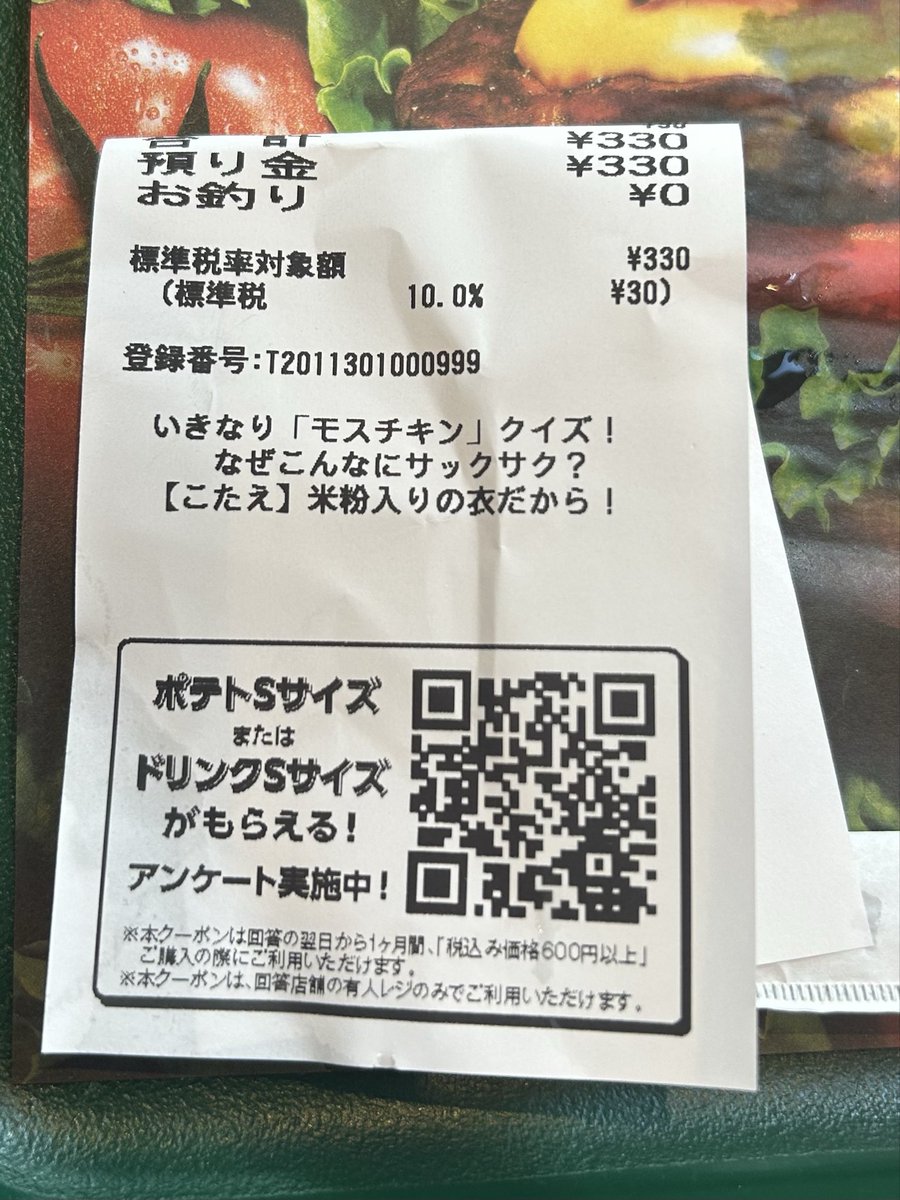 合 計 ¥330
預り金 ¥330
お釣り ¥0
標準税率対象額 ¥330
(標準税 10.0% ¥30)
登録番号:T2011301000999
いきなり「モスチキン」クイズ!
なぜこんなにサックサク?
【こたえ】米粉入りの衣だから!
ポテトSサイズ
または
ドリンクSサイズ
がもらえる!
アンケート実施中!
※本クーポンは回答の翌日から1ヶ月間、「税込み価格600円以上」
ご購入の際にご利用いただけます。
※本クーポンは、回答店舗の有人レジのみでご利用いただけます。